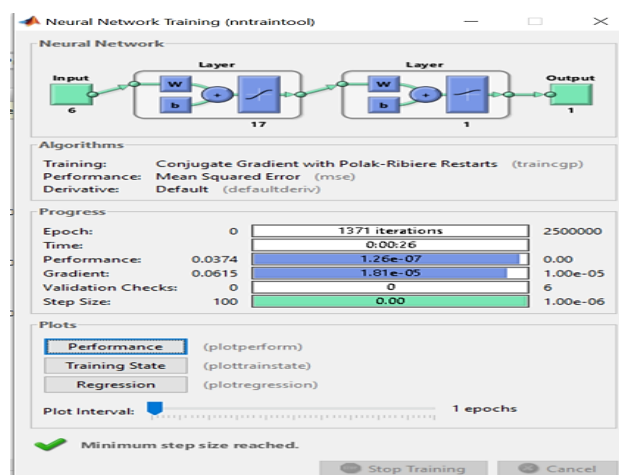 Neural Network Training (nntraintool)
Neural Network
Layer Layer
Input Output
W W
b b
+ +
6 17 1 1
Algorithms
Training: Conjugate Gradient with Polak-Ribiere Restarts (traincgp)
Performance: Mean Squared Error (mse)
Derivative: Default (defaultderiv)
Progress
Epoch: 0 1371 iterations 2500000
Time: 0:00:26
Performance: 0.0374 1.26e-07 0.00
Gradient: 0.0615 1.81e-05 1.00e-05
Validation Checks: 0 0 6
Step Size: 100 0.00 1.00e-06
Plots
Performance (plotperform)
Training State (plottrainstate)
Regression (plotregression)
Plot Interval: 1 epochs
Minimum step size reached.
Stop Training Cancel